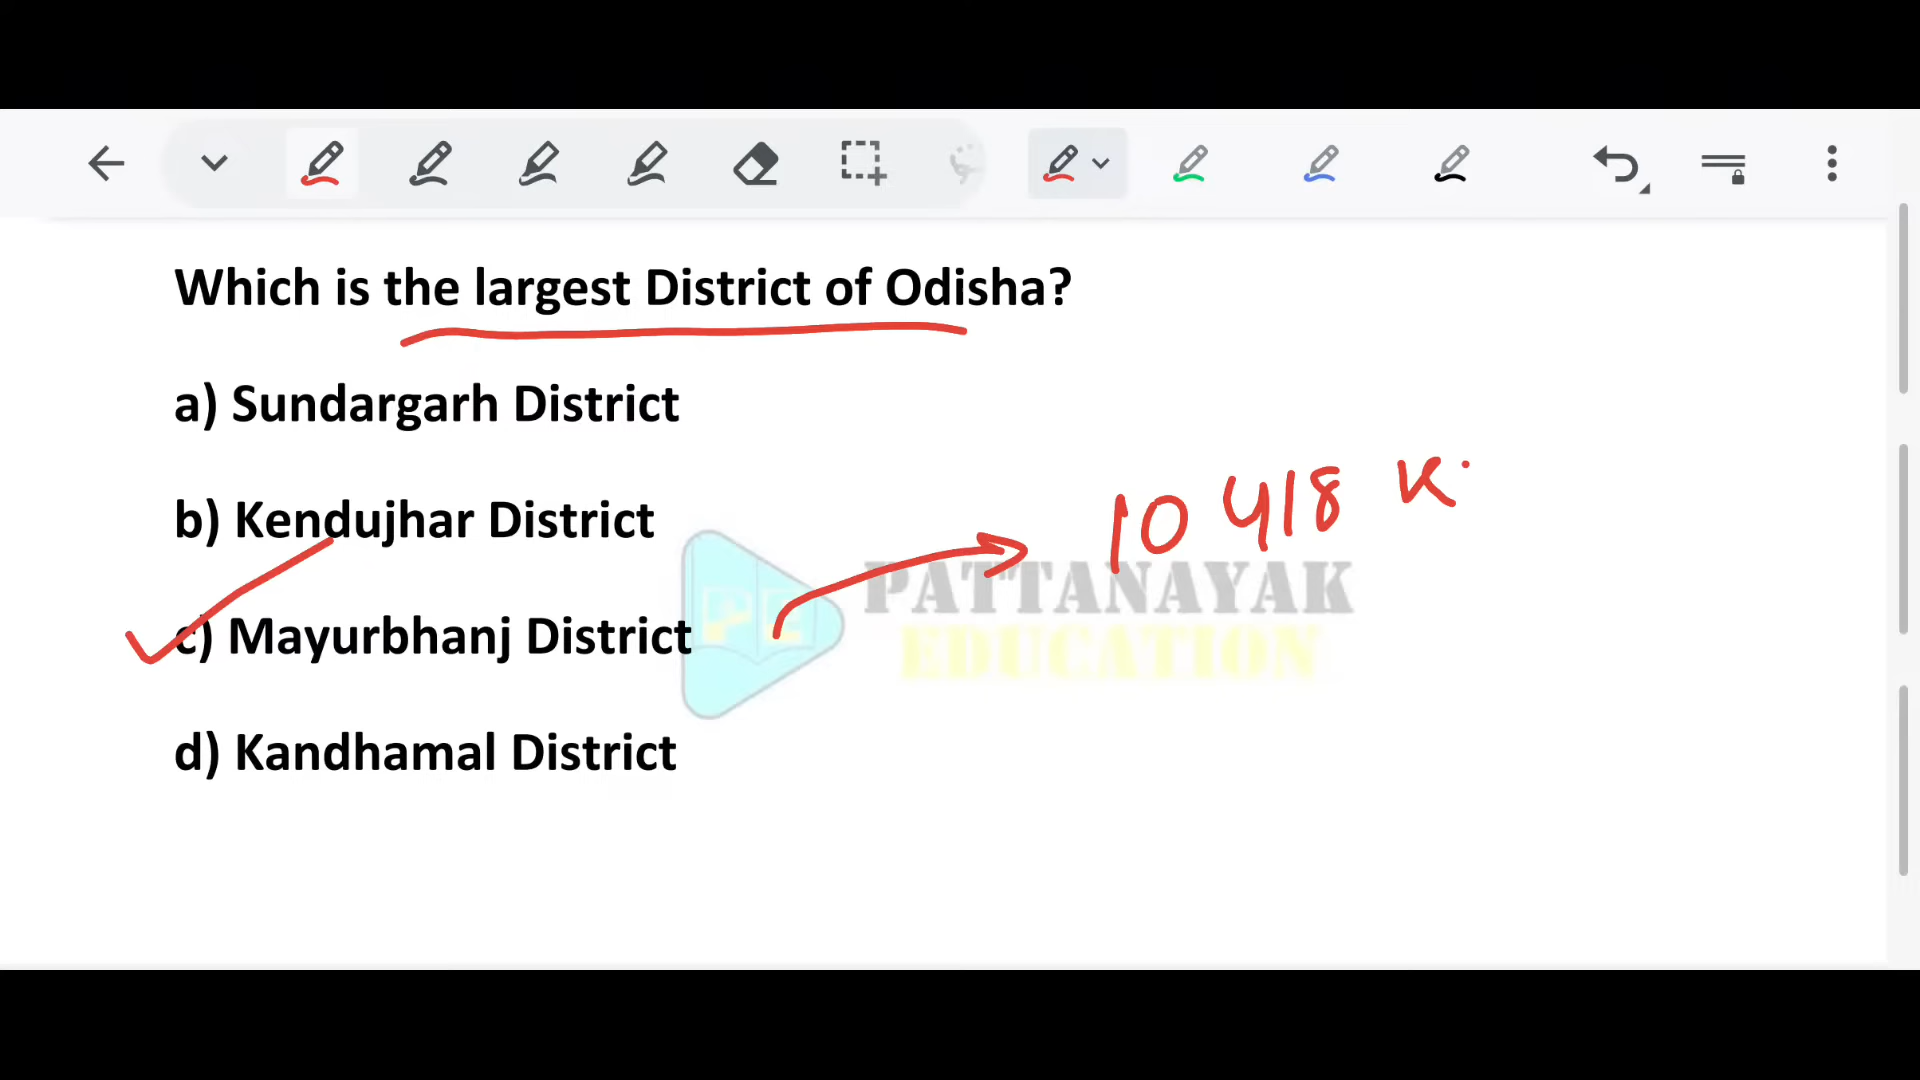 Which is the largest District of Odisha?
a) Sundargarh District
b) Kendujhar District
10 418 K
c) Mayurbhanj District
PE
PATTANAYAK
EDUCATION
d) Kandhamal District